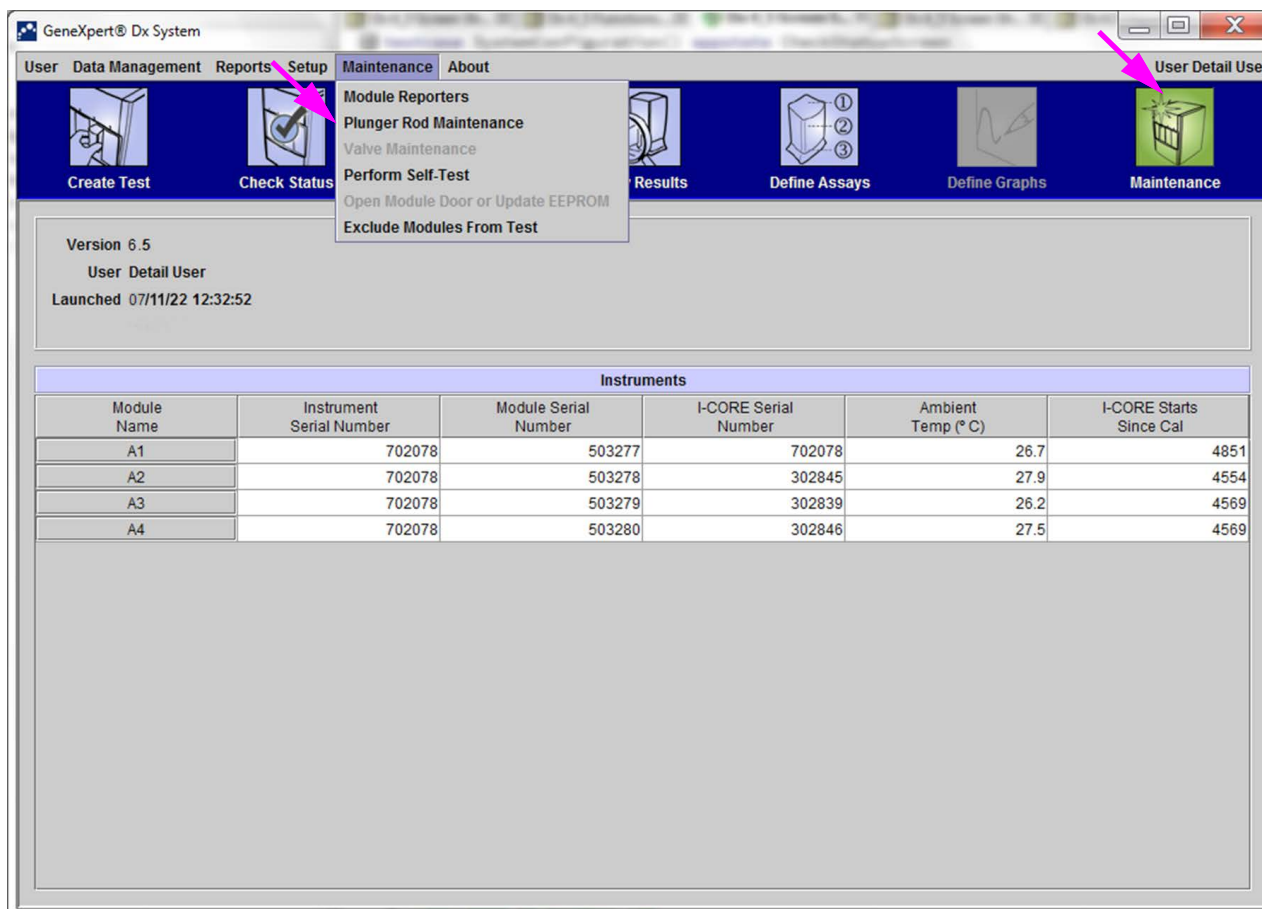 GeneXpert® Dx System
User Data Management Reports Setup Maintenance About User Detail Use
Module Reporters
Plunger Rod Maintenance
Valve Maintenance
Perform Self-Test
Open Module Door or Update EEPROM
Exclude Modules From Test
Create Test Check Status Results Define Assays Define Graphs Maintenance
① ② ③
Version 6.5
User Detail User
Launched 07/11/22 12:32:52
Instruments
Module Name Instrument Serial Number Module Serial Number I-CORE Serial Number Ambient Temp (° C) I-CORE Starts Since Cal
A1 702078 503277 702078 26.7 4851
A2 702078 503278 302845 27.9 4554
A3 702078 503279 302839 26.2 4569
A4 702078 503280 302846 27.5 4569